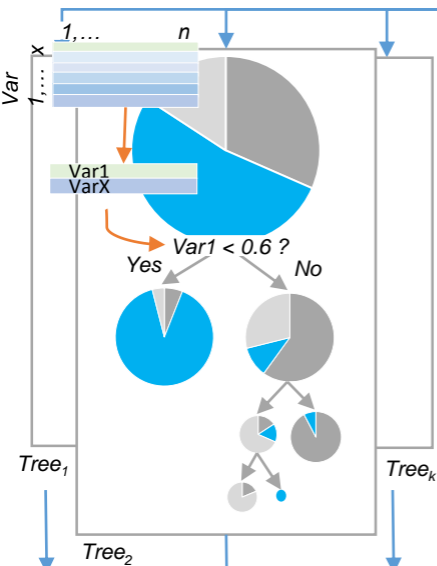 1,... n
Var
1,... x
Var1
VarX
Var1 < 0.6 ?
Yes
No
Tree1
Treek
Tree2